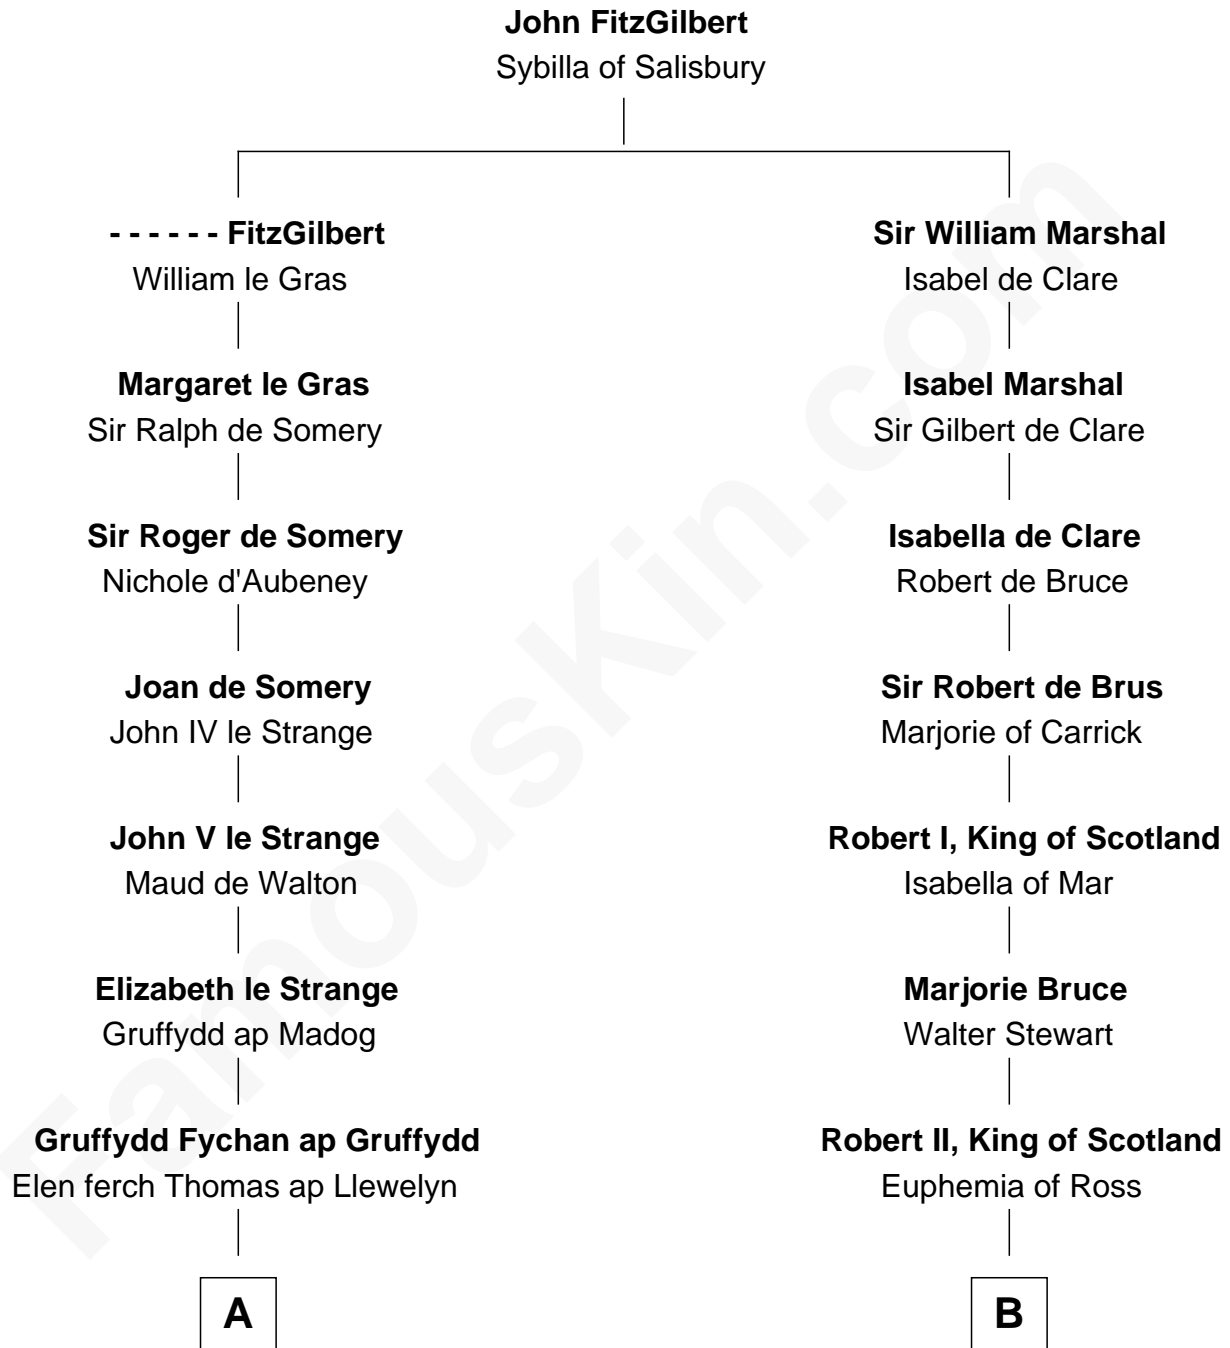 John FitzGilbert
Sybilla of Salisbury
- - - - - - FitzGilbert
William le Gras
Margaret le Gras
Sir Ralph de Somery
Sir Roger de Somery
Nichole d'Aubeney
Joan de Somery
John IV le Strange
John V le Strange
Maud de Walton
Elizabeth le Strange
Gruffydd ap Madog
Gruffydd Fychan ap Gruffydd
Elen ferch Thomas ap Llewelyn
A
Sir William Marshal
Isabel de Clare
Isabel Marshal
Sir Gilbert de Clare
Isabella de Clare
Robert de Bruce
Sir Robert de Brus
Marjorie of Carrick
Robert I, King of Scotland
Isabella of Mar
Marjorie Bruce
Walter Stewart
Robert II, King of Scotland
Euphemia of Ross
B
FamousKin.com